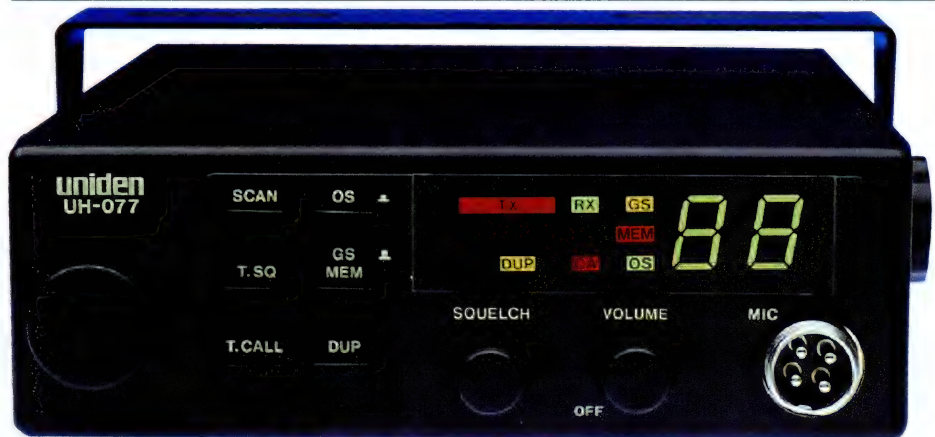 uniden
UH-077
SCAN
OS
T.SQ
GS
MEM
T.CALL
DUP
Tx
RX
GS
MEM
DUP
CA
OS
88
SQUELCH
VOLUME
MIC
OFF